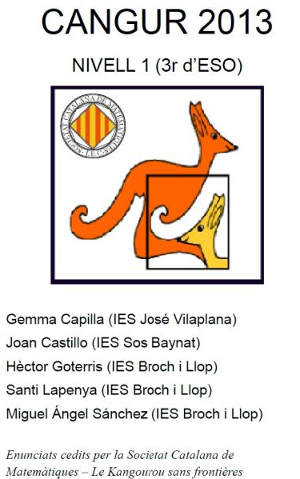 CANGUR 2013
NIVELL 1 (3r d'ESO)
Gemma Capilla (IES José Vilaplana)
Joan Castillo (IES Sos Baynat)
Hèctor Goterris (IES Broch i Llop)
Santi Lapenya (IES Broch i Llop)
Miguel Ángel Sánchez (IES Broch i Llop)
Enunciats cedits per la Societat Catalana de
Matemàtiques – Le Kangourou sans frontières